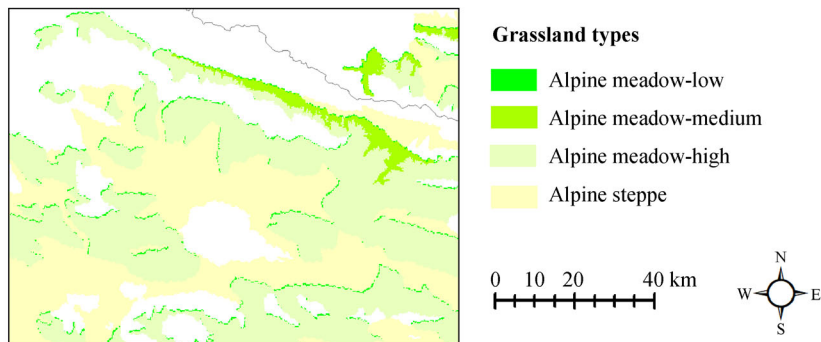 Grassland types
Alpine meadow-low
Alpine meadow-medium
Alpine meadow-high
Alpine steppe
0 10 20 40 km
N
W E
S